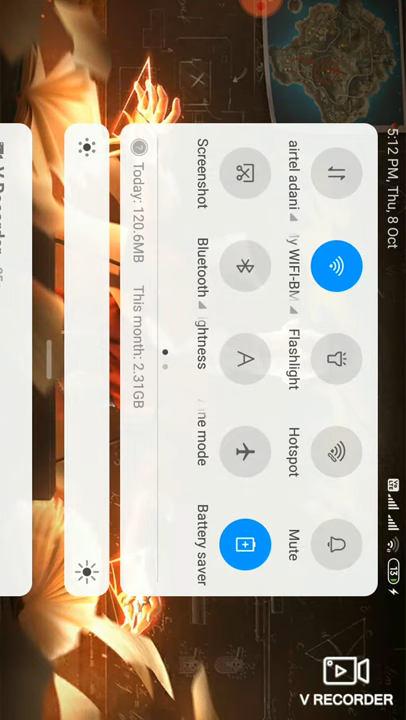 5:12 PM, Thu, 8 Oct
13
airtel adani
y WIFI-BM
Flashlight
Hotspot
Mute
Screenshot
Bluetooth
ghtness
ne mode
Battery saver
Today: 120.6MB
This month: 2.31GB
V RECORDER